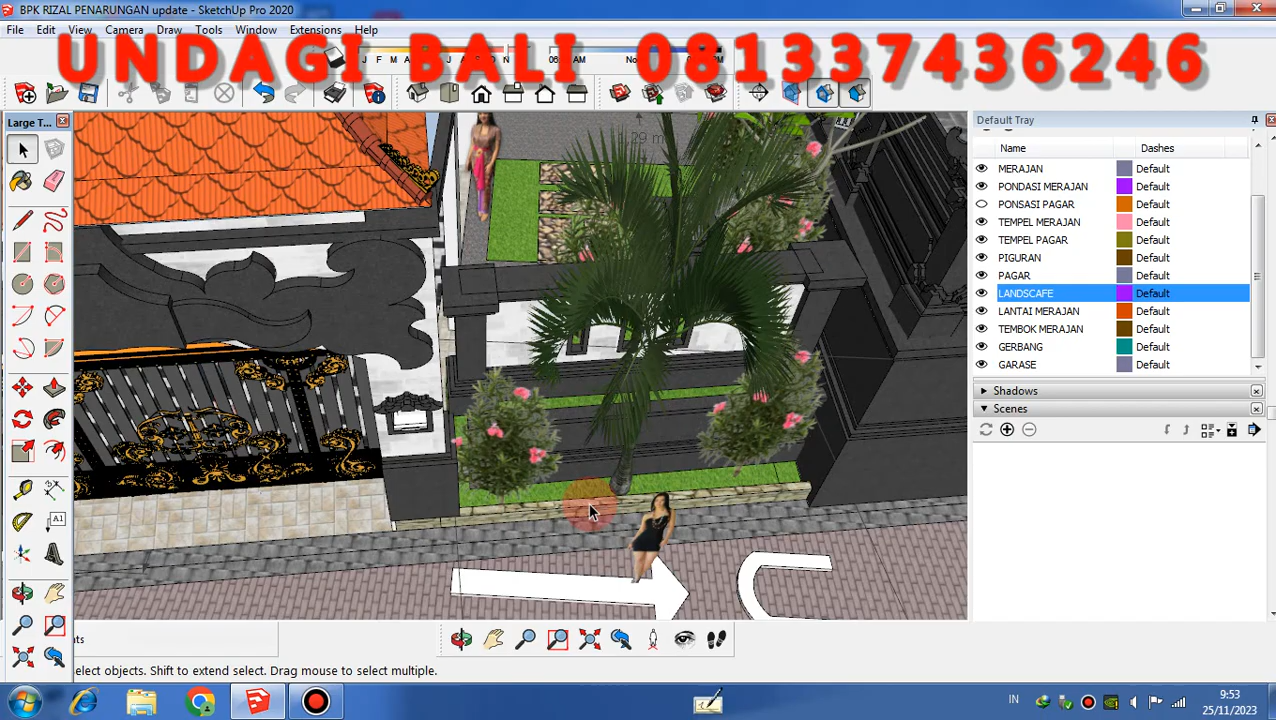 BPK RIZAL PENARUNGAN update - SketchUp Pro 2020
File Edit View Camera Draw Tools Window Extensions Help
UNDAGI BALI 081337436246
J F M A
Large T...
Default Tray
Name Dashes
MERAJAN Default
PONDASI MERAJAN Default
PONSASI PAGAR Default
TEMPEL MERAJAN Default
TEMPEL PAGAR Default
PIGURAN Default
PAGAR Default
LANDSCAFE Default
LANTAI MERAJAN Default
TEMBOK MERAJAN Default
GERBANG Default
GARASE Default
Shadows
Scenes
A1
elect objects. Shift to extend select. Drag mouse to select multiple.
IN
9:53
25/11/2023